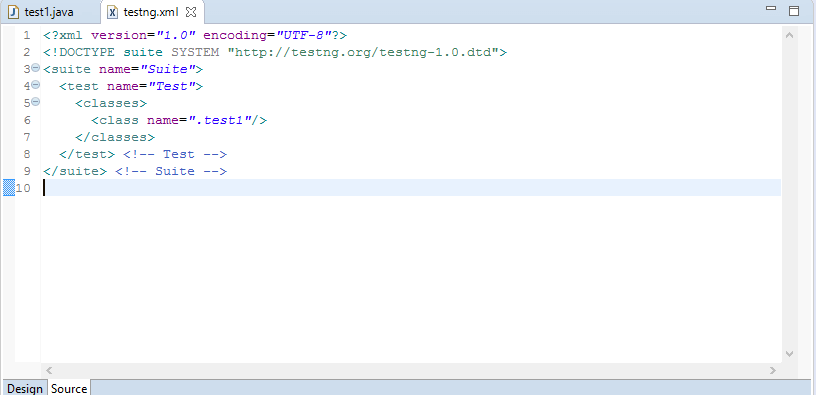 test1.java testng.xml
1 <?xml version="1.0" encoding="UTF-8"?>
2 <!DOCTYPE suite SYSTEM "http://testng.org/testng-1.0.dtd">
3 <suite name="Suite">
4 <test name="Test">
5 <classes>
6 <class name=".test1"/>
7 </classes>
8 </test> <!-- Test -->
9 </suite> <!-- Suite -->
10
Design Source